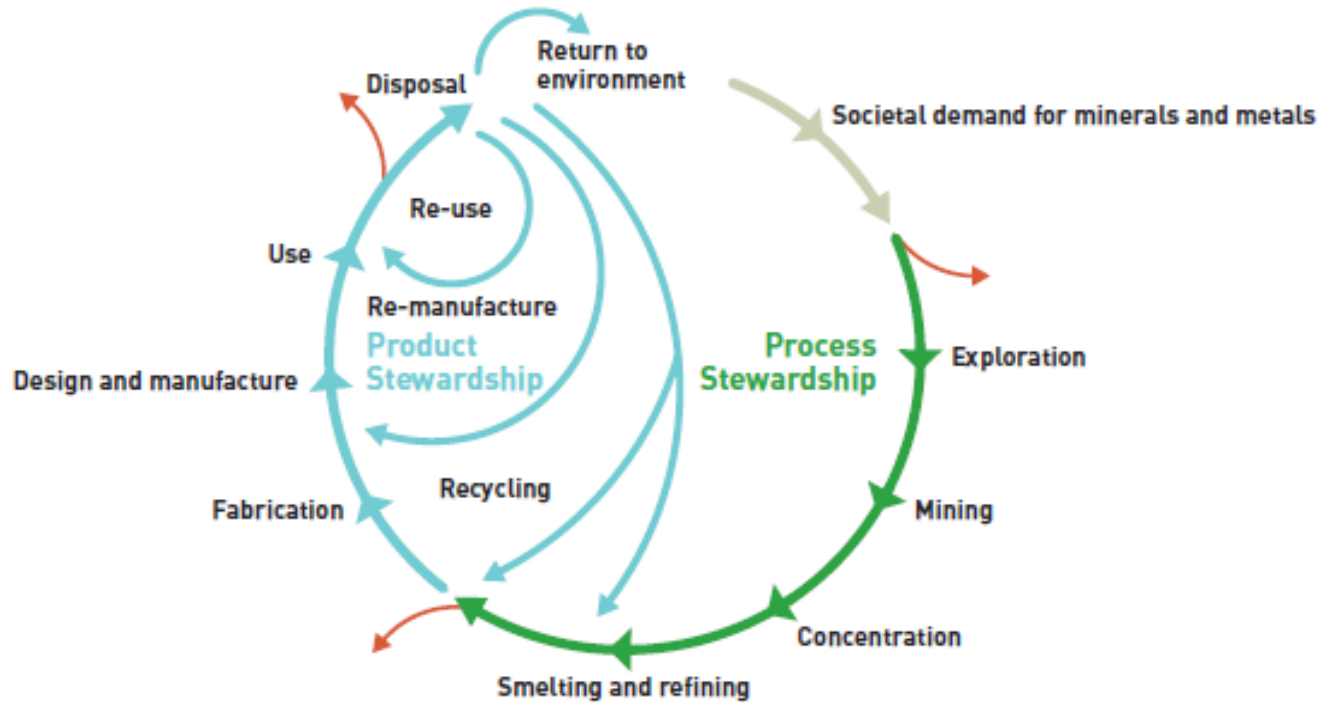 Return to
environment
Disposal
Societal demand for minerals and metals
Re-use
Use
Re-manufacture
Product
Stewardship
Process
Stewardship
Exploration
Design and manufacture
Recycling
Fabrication
Mining
Concentration
Smelting and refining